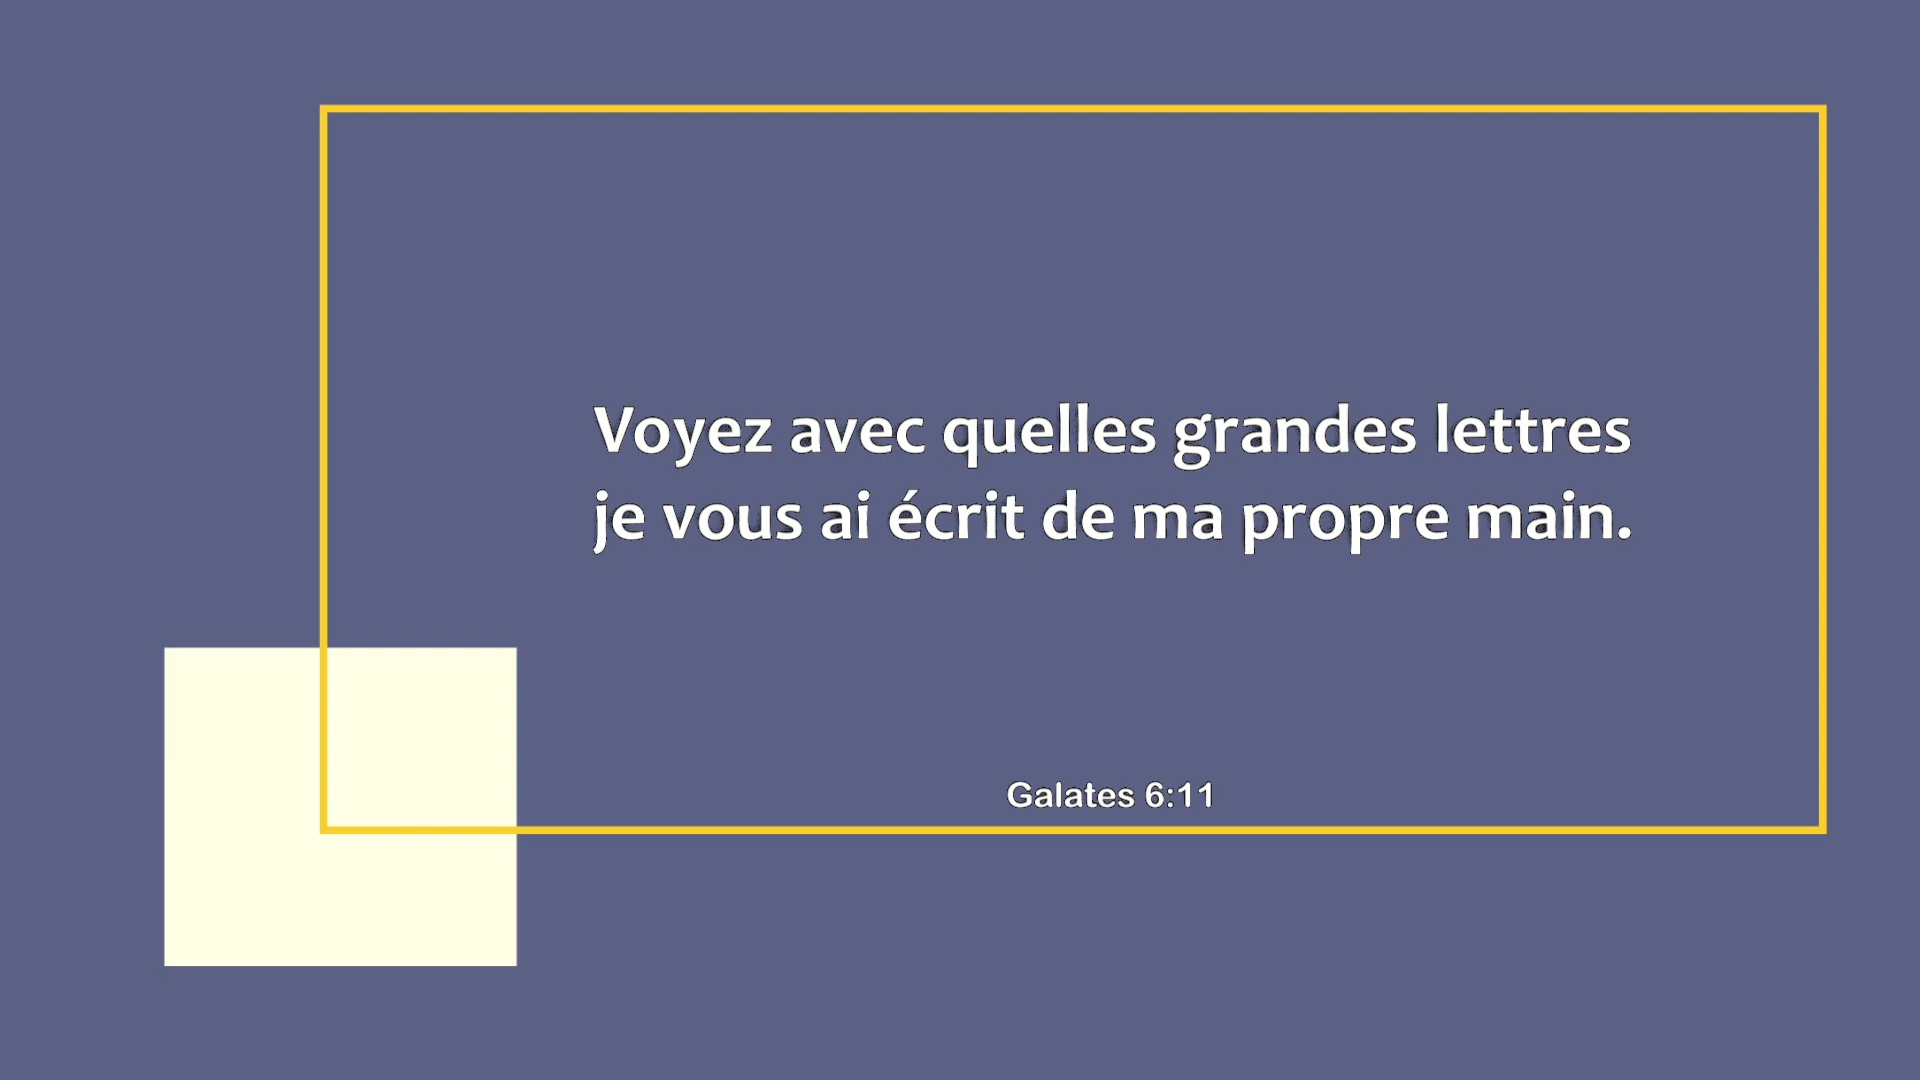 Voyez avec quelles grandes lettres
je vous ai écrit de ma propre main.
Galates 6:11